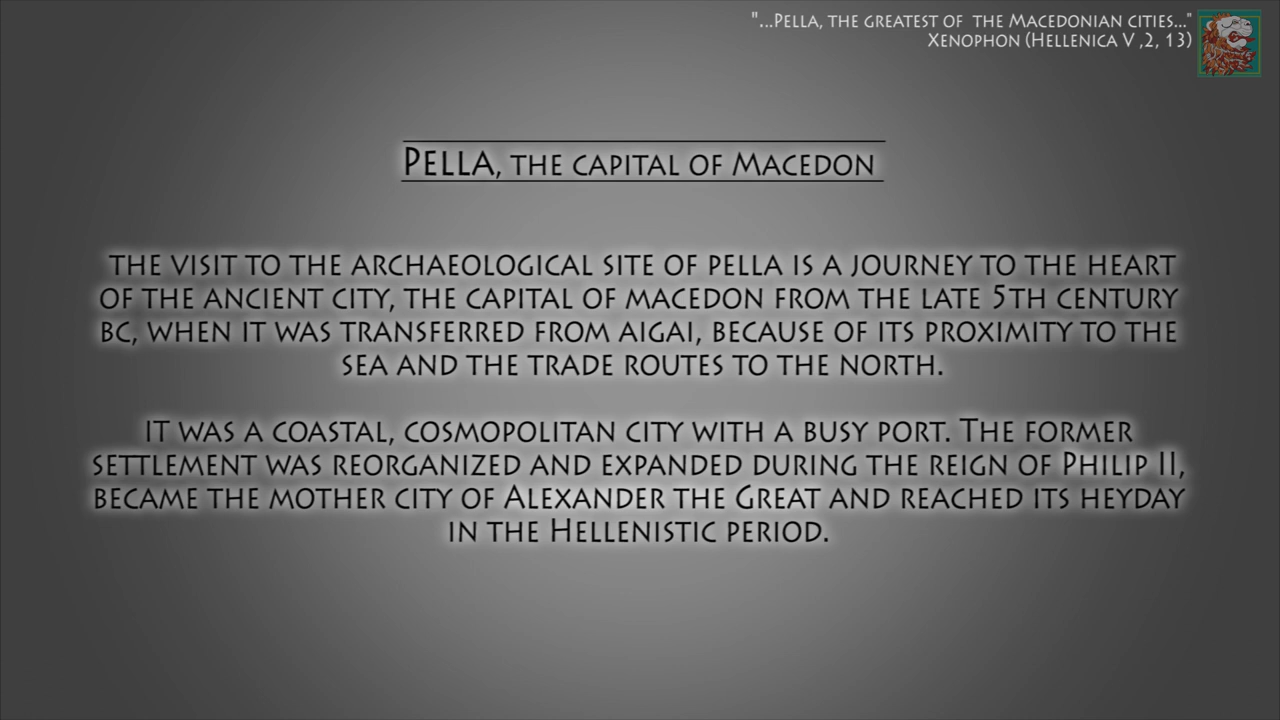 "...Pella, the greatest of the Macedonian cities..."
Xenophon (Hellenica V ,2, 13)
Pella, the capital of Macedon
the visit to the archaeological site of pella is a journey to the heart
of the ancient city, the capital of macedon from the late 5th century
bc, when it was transferred from aigai, because of its proximity to the
sea and the trade routes to the north.
it was a coastal, cosmopolitan city with a busy port. The former
settlement was reorganized and expanded during the reign of Philip II,
became the mother city of Alexander the Great and reached its heyday
in the Hellenistic period.